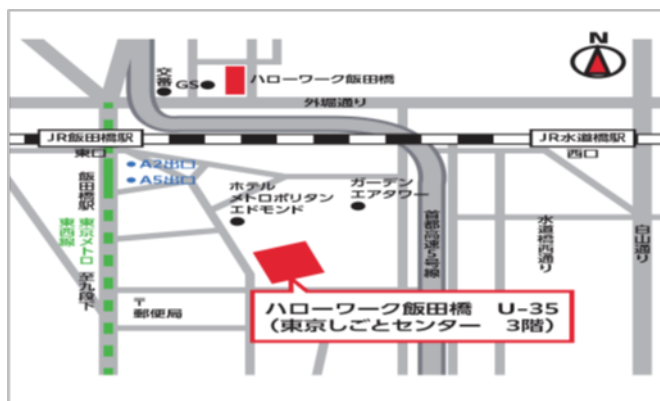 N
交番
GS
ハローワーク飯田橋
外堀通り
JR飯田橋駅
JR水道橋駅
東口
西口
A2出口
A5出口
飯田橋駅
東京メトロ
東西線
至九段下
ホテル
メトロポリタン
エドモンド
ガーデン
エアタワー
首都高速5号線
水道橋西通り
白山通り
〒
郵便局
ハローワーク飯田橋 U-35
(東京しごとセンター 3階)